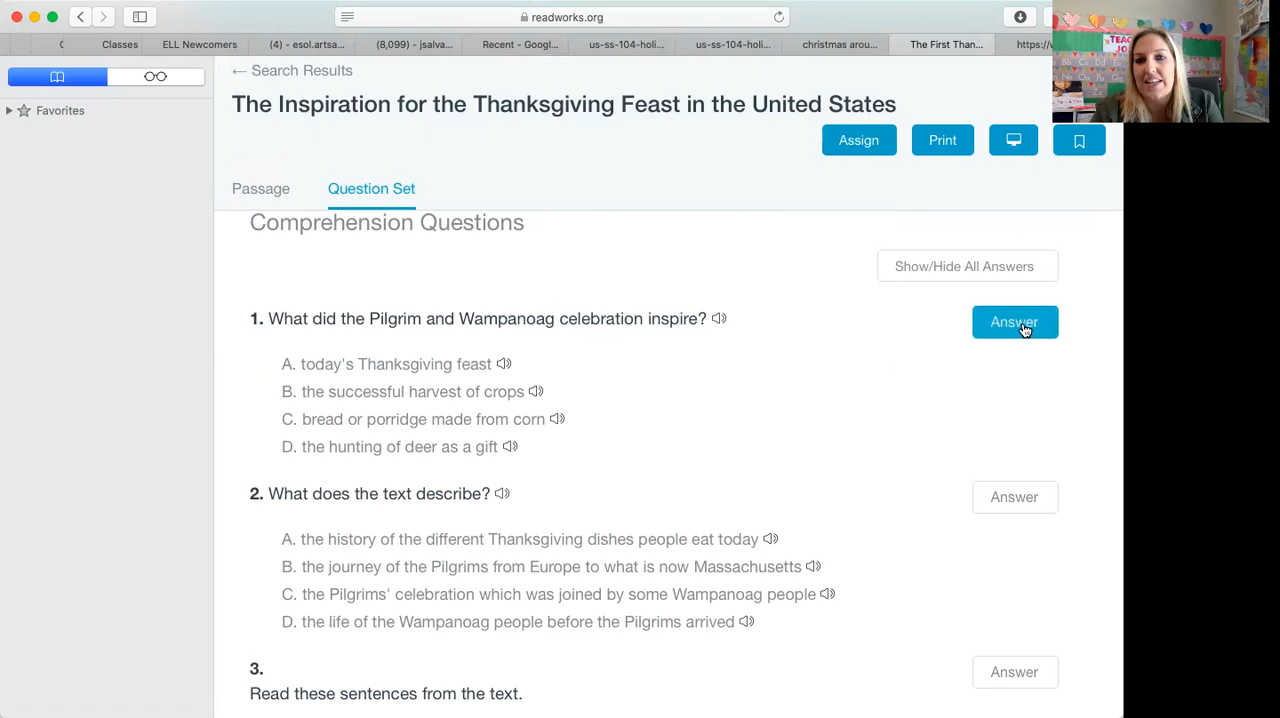 readworks.org
C
Classes
ELL Newcomers
(4) - esol.artsa...
(8,099) - jsalva...
Recent - Googl...
us-ss-104-holi...
us-ss-104-holi...
christmas arou...
The First Than...
https://
Favorites
← Search Results
The Inspiration for the Thanksgiving Feast in the United States
Assign
Print
Passage
Question Set
Comprehension Questions
Show/Hide All Answers
1. What did the Pilgrim and Wampanoag celebration inspire?
Answer
A. today's Thanksgiving feast
B. the successful harvest of crops
C. bread or porridge made from corn
D. the hunting of deer as a gift
2. What does the text describe?
Answer
A. the history of the different Thanksgiving dishes people eat today
B. the journey of the Pilgrims from Europe to what is now Massachusetts
C. the Pilgrims' celebration which was joined by some Wampanoag people
D. the life of the Wampanoag people before the Pilgrims arrived
3.
Answer
Read these sentences from the text.